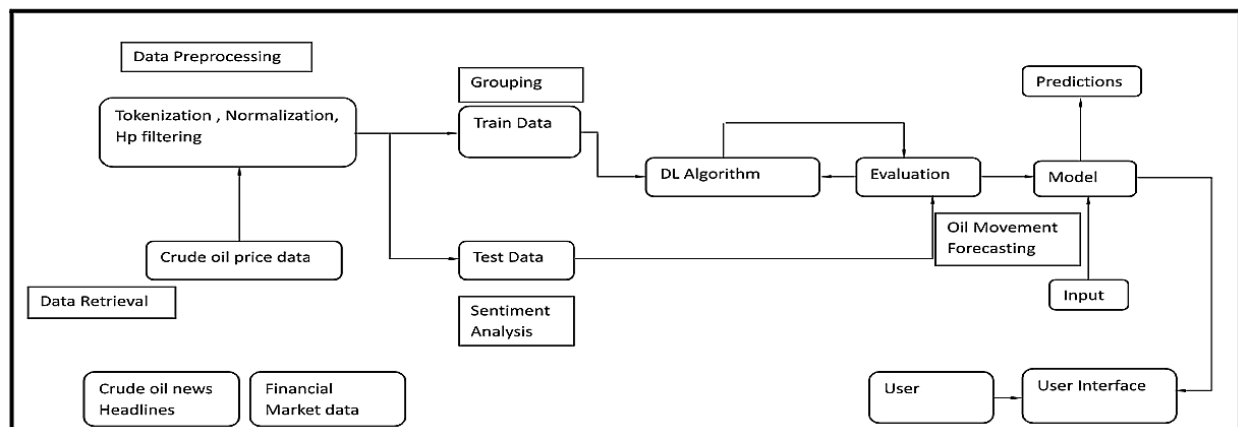 Data Preprocessing
Tokenization , Normalization,
Hp filtering
Crude oil price data
Data Retrieval
Crude oil news
Headlines
Financial
Market data
Grouping
Train Data
Test Data
Sentiment
Analysis
DL Algorithm
Evaluation
Oil Movement
Forecasting
Predictions
Model
Input
User
User Interface